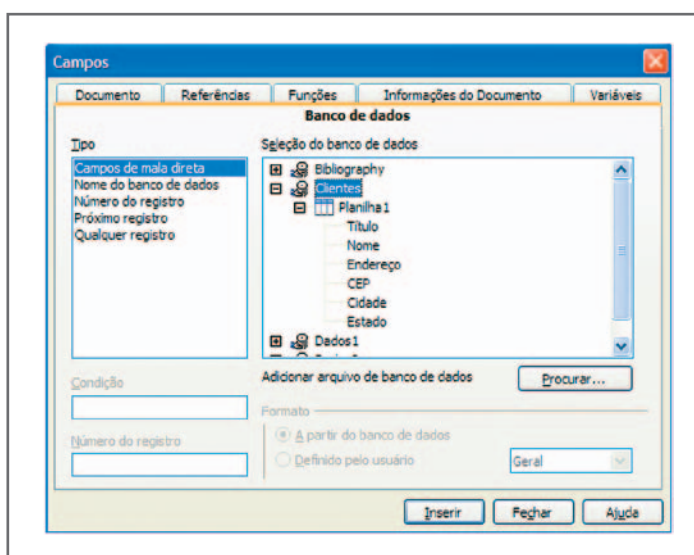 Campos
Documento Referências Funções Informações do Documento Variáveis
Banco de dados
Tipo
Campos de mala direta
Nome do banco de dados
Número do registro
Próximo registro
Qualquer registro
Seleção do banco de dados
Bibliography
Clientes
Planilha1
Título
Nome
Endereço
CEP
Cidade
Estado
Dados1
Adicionar arquivo de banco de dados Procurar...
Condição
Número do registro
Formato
A partir do banco de dados
Definido pelo usuário Geral
Inserir Fechar Ajuda